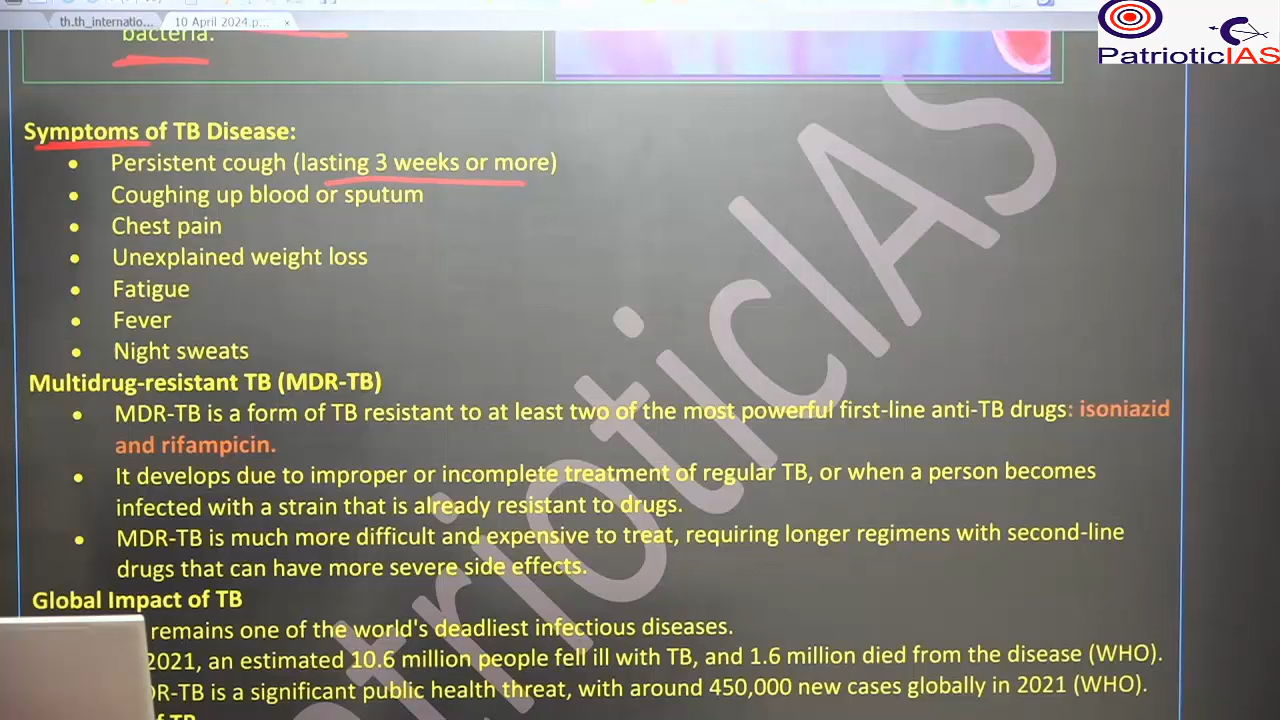 th.th_internatio...
10 April 2024.p...
×
PatrioticIAS
bacteria.
Symptoms of TB Disease:
• Persistent cough (lasting 3 weeks or more)
• Coughing up blood or sputum
• Chest pain
• Unexplained weight loss
• Fatigue
• Fever
• Night sweats
Multidrug-resistant TB (MDR-TB)
• MDR-TB is a form of TB resistant to at least two of the most powerful first-line anti-TB drugs: isoniazid
and rifampicin.
• It develops due to improper or incomplete treatment of regular TB, or when a person becomes
infected with a strain that is already resistant to drugs.
• MDR-TB is much more difficult and expensive to treat, requiring longer regimens with second-line
drugs that can have more severe side effects.
Global Impact of TB
remains one of the world's deadliest infectious diseases.
2021, an estimated 10.6 million people fell ill with TB, and 1.6 million died from the disease (WHO).
DR-TB is a significant public health threat, with around 450,000 new cases globally in 2021 (WHO).
of TB
trioticIAS